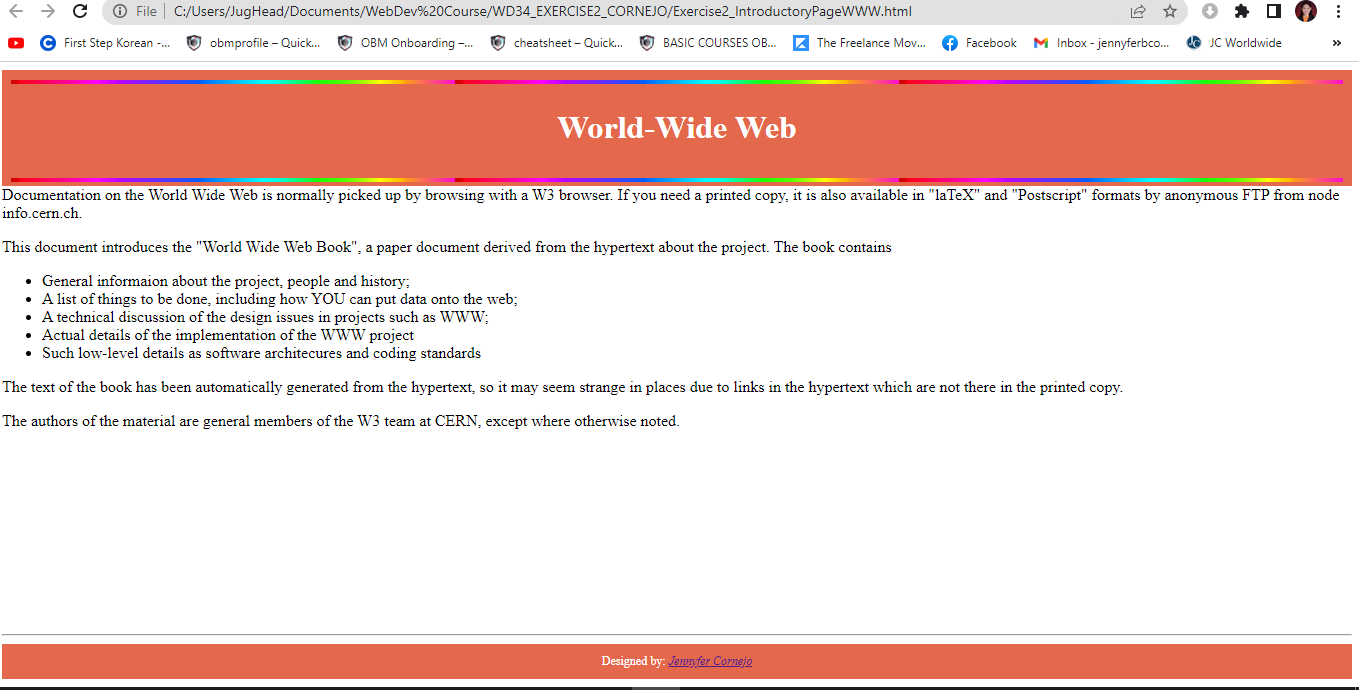 File C:/Users/JugHead/Documents/WebDev%20Course/WD34_EXERCISE2_CORNEJO/Exercise2_IntroductoryPageWWW.html
First Step Korean -... obmprofile – Quick... OBM Onboarding –... cheatsheet – Quick... BASIC COURSES OB... The Freelance Mov... Facebook Inbox - jennyferbco... JC Worldwide »
World-Wide Web
Documentation on the World Wide Web is normally picked up by browsing with a W3 browser. If you need a printed copy, it is also available in "laTeX" and "Postscript" formats by anonymous FTP from node
info.cern.ch.
This document introduces the "World Wide Web Book", a paper document derived from the hypertext about the project. The book contains
• General informaion about the project, people and history;
• A list of things to be done, including how YOU can put data onto the web;
• A technical discussion of the design issues in projects such as WWW;
• Actual details of the implementation of the WWW project
• Such low-level details as software architecures and coding standards
The text of the book has been automatically generated from the hypertext, so it may seem strange in places due to links in the hypertext which are not there in the printed copy.
The authors of the material are general members of the W3 team at CERN, except where otherwise noted.
Designed by: Jennyfer Cornejo